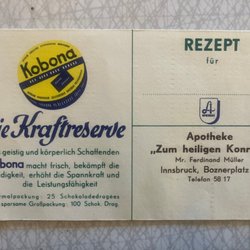 Kobona
ie Kraftreserve
geistig und körperlich Schaffenden
bona macht frisch, bekämpft die
digkeit, erhöht die Spannkraft und
die Leistungsfähigkeit
malpackung: 25 Schokoladedragees
sparsame Großpackung: 100 Schok. Drag.
REZEPT
für
A
Apotheke
„Zum heiligen Konr
Mr. Ferdinand Müller
Innsbruck, Boznerplatz
Telefon 58 17